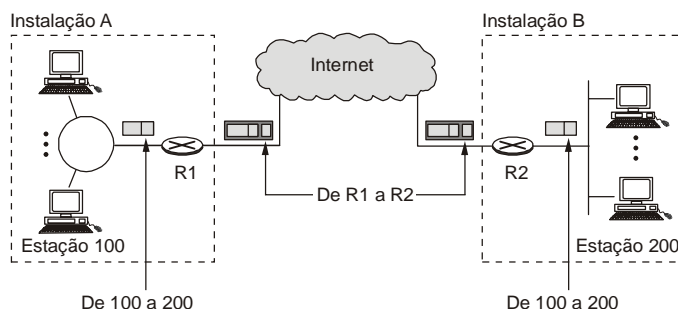 Instalação A
Instalação B
Internet
R1
R2
De R1 a R2
Estação 100
Estação 200
De 100 a 200
De 100 a 200